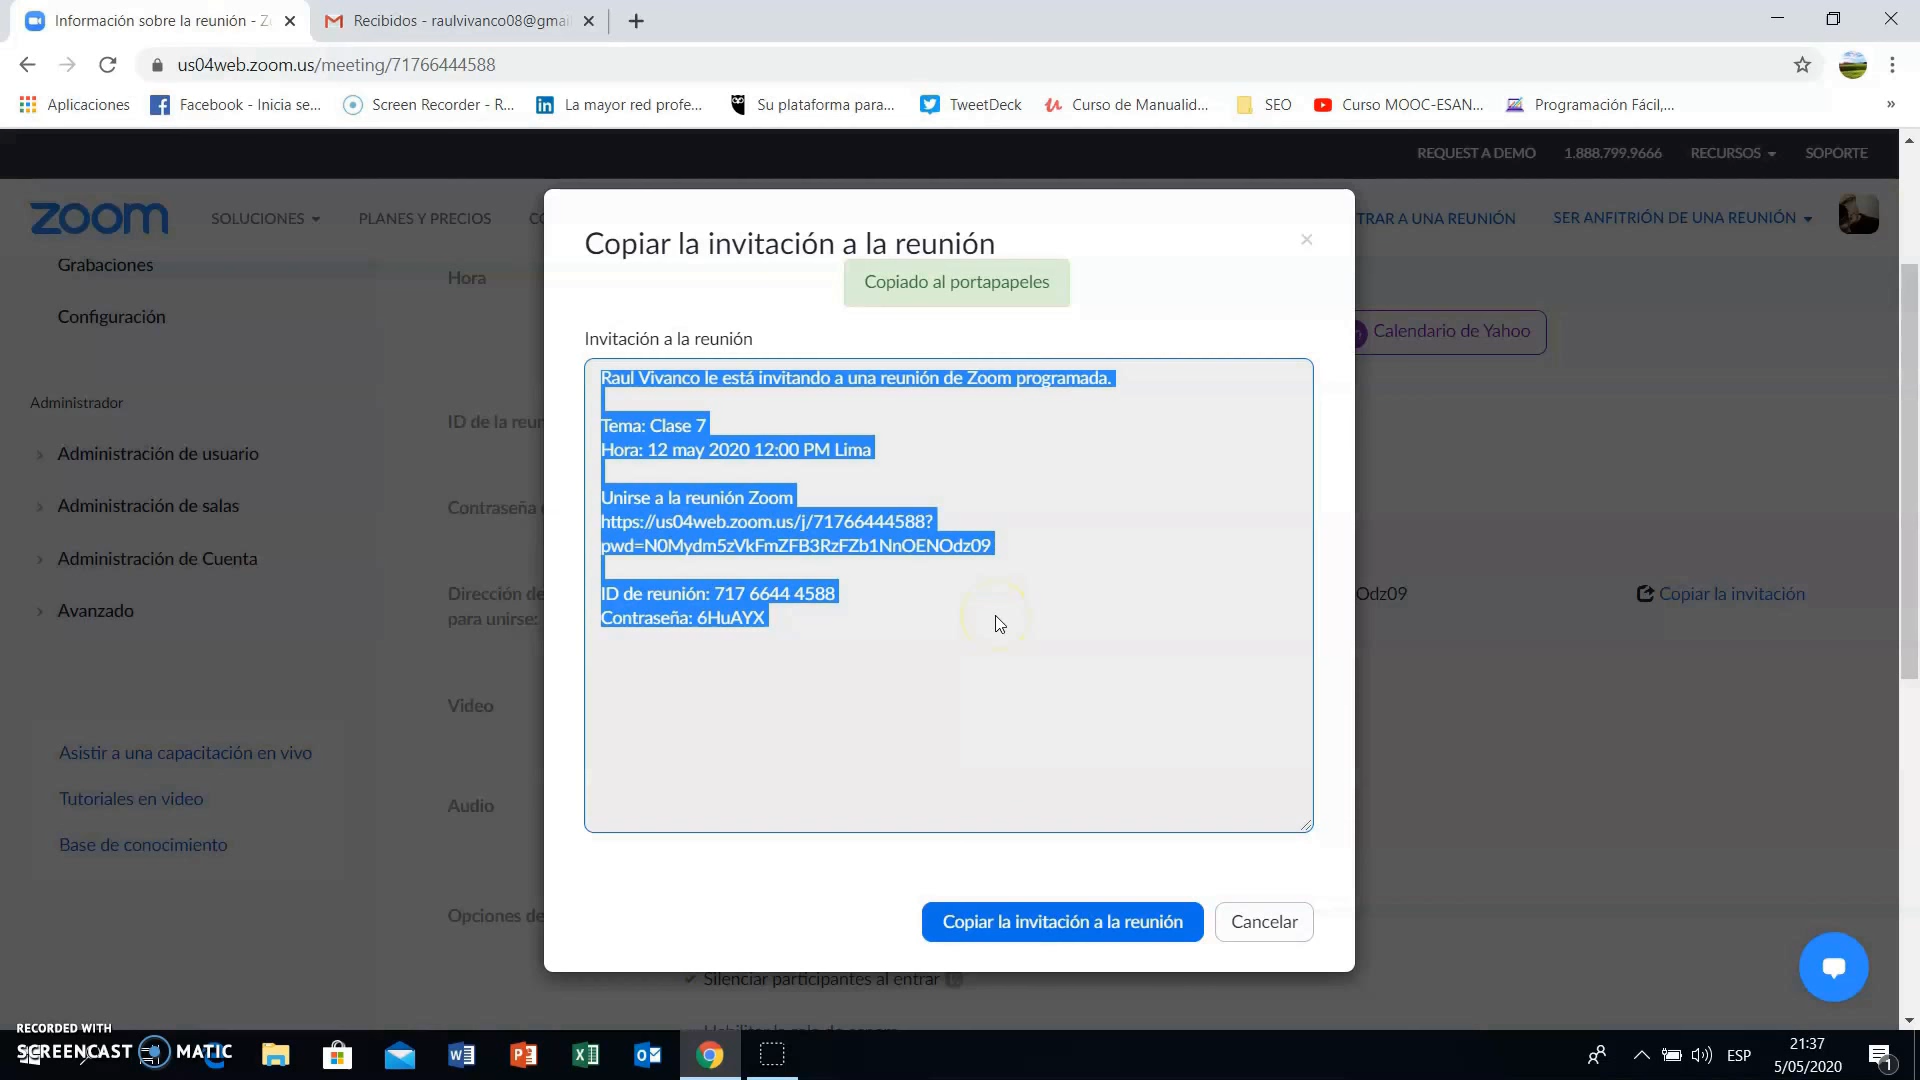 Información sobre la reunión - Z
Recibidos - raulvivanco08@gmai
us04web.zoom.us/meeting/71766444588
Aplicaciones
Facebook - Inicia se...
Screen Recorder - R...
La mayor red profe...
Su plataforma para...
TweetDeck
Curso de Manualid...
SEO
Curso MOOC-ESAN...
Programación Fácil,...
»
REQUEST A DEMO
1.888.799.9666
RECURSOS
SOPORTE
zoom
SOLUCIONES
PLANES Y PRECIOS
CO
TRAR A UNA REUNIÓN
SER ANFITRIÓN DE UNA REUNIÓN
Grabaciones
Configuración
Administrador
Administración de usuario
Administración de salas
Administración de Cuenta
Avanzado
Asistir a una capacitación en vivo
Tutoriales en video
Base de conocimiento
Hora
Calendario de Yahoo
ID de la reun
Contraseña
Dirección de
para unirse:
Odz09
Copiar la invitación
Video
Audio
Opciones de
Silenciar participantes al entrar
Copiar la invitación a la reunión
×
Copiado al portapapeles
Invitación a la reunión
Raul Vivanco le está invitando a una reunión de Zoom programada.
Tema: Clase 7
Hora: 12 may 2020 12:00 PM Lima
Unirse a la reunión Zoom
https://us04web.zoom.us/j/71766444588?
pwd=N0Mydm5zVkFmZFB3RzFZb1NnOENOdz09
ID de reunión: 717 6644 4588
Contraseña: 6HuAYX
Copiar la invitación a la reunión
Cancelar
RECORDED WITH
SCREENCAST MATIC
ESP
21:37
5/05/2020
1